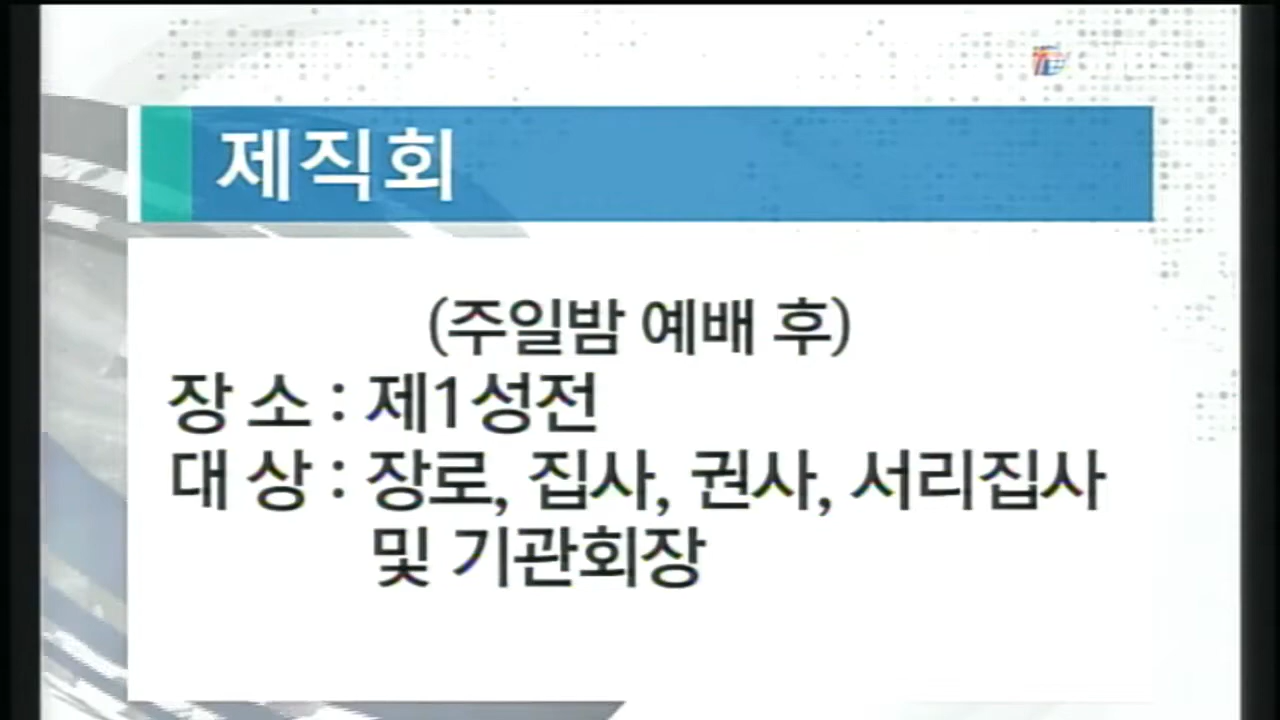 제직회
(주일밤 예배 후)
장 소 : 제1성전
대 상 : 장로, 집사, 권사, 서리집사
및 기관회장